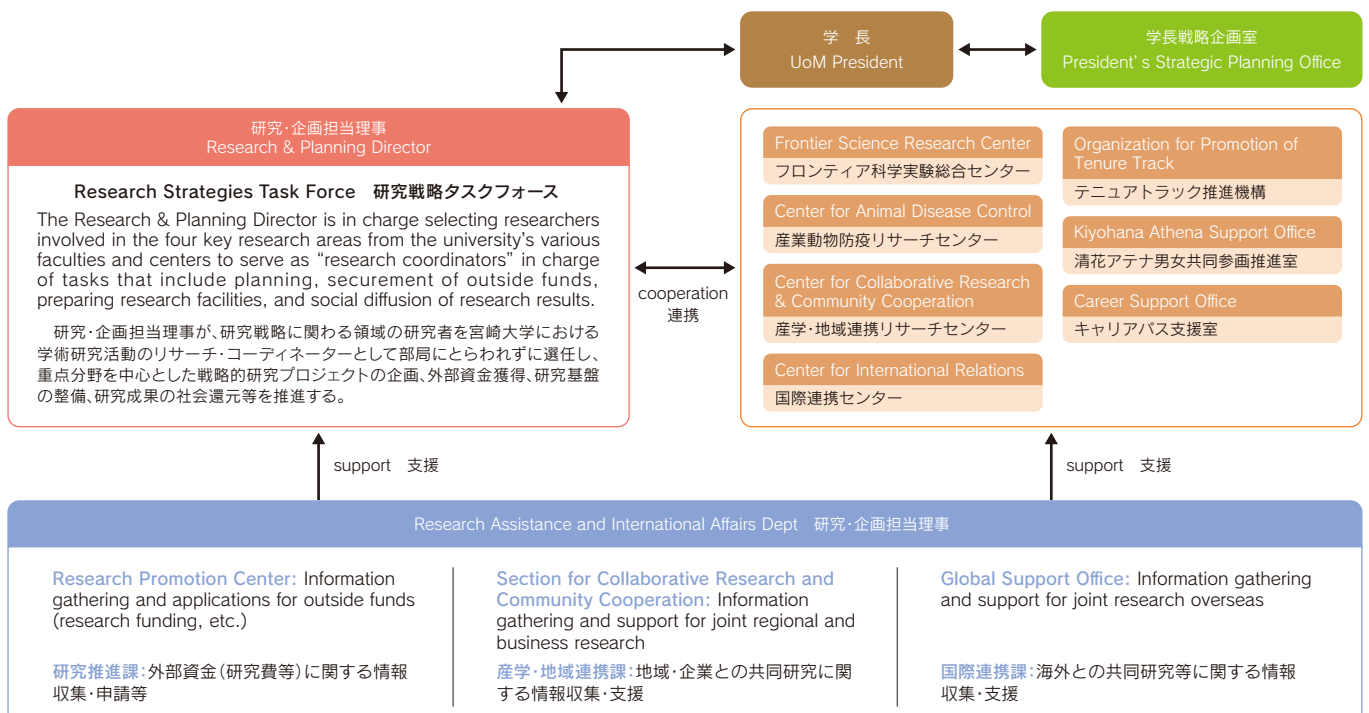 学 長
UoM President
学長戦略企画室
President's Strategic Planning Office
研究・企画担当理事
Research & Planning Director
Research Strategies Task Force 研究戦略タスクフォース
The Research & Planning Director is in charge selecting researchers
involved in the four key research areas from the university's various
faculties and centers to serve as "research coordinators" in charge
of tasks that include planning, securement of outside funds,
preparing research facilities, and social diffusion of research results.
研究・企画担当理事が、研究戦略に関わる領域の研究者を宮崎大学における
学術研究活動のリサーチ・コーディネーターとして部局にとらわれずに選任し、
重点分野を中心とした戦略的研究プロジェクトの企画、外部資金獲得、研究基盤
の整備、研究成果の社会還元等を推進する。
cooperation
連携
Frontier Science Research Center
フロンティア科学実験総合センター
Center for Animal Disease Control
産業動物防疫リサーチセンター
Center for Collaborative Research
& Community Cooperation
産学・地域連携リサーチセンター
Center for International Relations
国際連携センター
Organization for Promotion of
Tenure Track
テニュアトラック推進機構
Kiyohana Athena Support Office
清花アテナ男女共同参画推進室
Career Support Office
キャリアパス支援室
support 支援
support 支援
Research Assistance and International Affairs Dept 研究・企画担当理事
Research Promotion Center: Information
gathering and applications for outside funds
(research funding, etc.)
研究推進課:外部資金(研究費等)に関する情報
収集・申請等
Section for Collaborative Research and
Community Cooperation: Information
gathering and support for joint regional and
business research
産学・地域連携課:地域・企業との共同研究に関
する情報収集・支援
Global Support Office: Information gathering
and support for joint research overseas
国際連携課:海外との共同研究等に関する情報
収集・支援